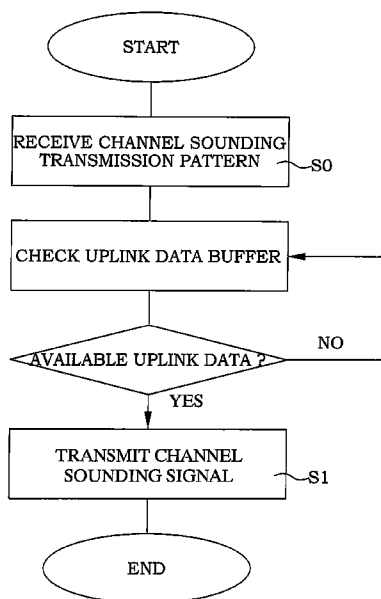 START
RECEIVE CHANNEL SOUNDING
TRANSMISSION PATTERN
S0
CHECK UPLINK DATA BUFFER
AVAILABLE UPLINK DATA ?
NO
YES
TRANSMIT CHANNEL
SOUNDING SIGNAL
S1
END